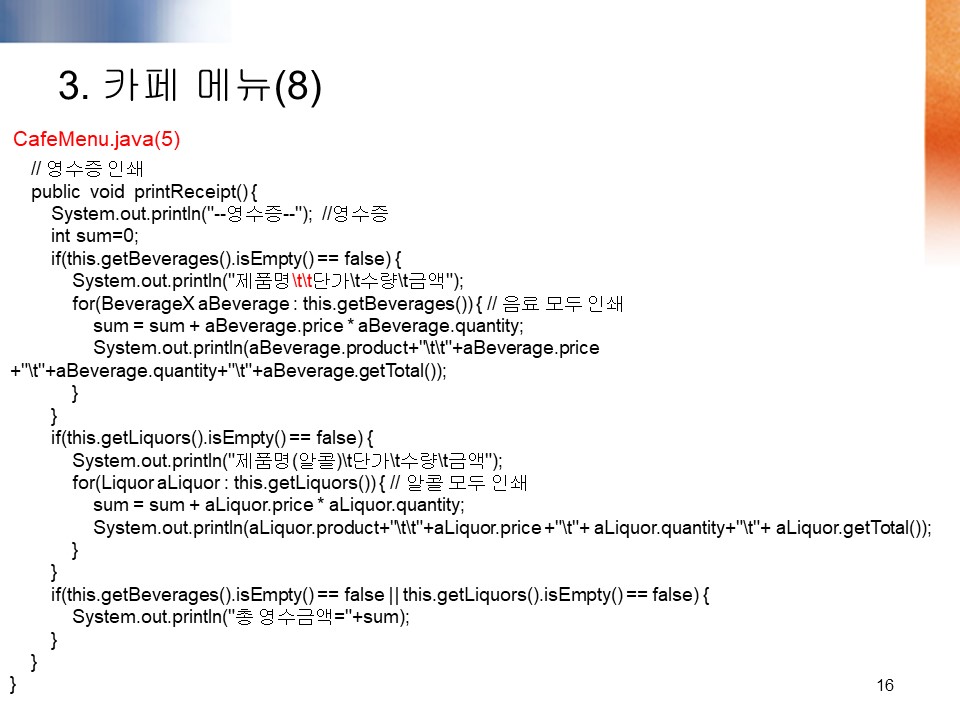 3. 카페 메뉴(8)
CafeMenu.java(5)
// 영수증 인쇄
public void printReceipt() {
System.out.println("--영수증--"); //영수증
int sum=0;
if(this.getBeverages().isEmpty() == false) {
System.out.println("제품명\t\t단가\t수량\t금액");
for(BeverageX aBeverage : this.getBeverages()) { // 음료 모두 인쇄
sum = sum + aBeverage.price * aBeverage.quantity;
System.out.println(aBeverage.product+"\t\t"+aBeverage.price
+"\t"+aBeverage.quantity+"\t"+aBeverage.getTotal());
}
}
if(this.getLiquors().isEmpty() == false) {
System.out.println("제품명(알콜)\t단가\t수량\t금액");
for(Liquor aLiquor : this.getLiquors()) { // 알콜 모두 인쇄
sum = sum + aLiquor.price * aLiquor.quantity;
System.out.println(aLiquor.product+"\t\t"+aLiquor.price +"\t"+ aLiquor.quantity+"\t"+ aLiquor.getTotal());
}
}
if(this.getBeverages().isEmpty() == false || this.getLiquors().isEmpty() == false) {
System.out.println("총 영수금액="+sum);
}
}
}
16